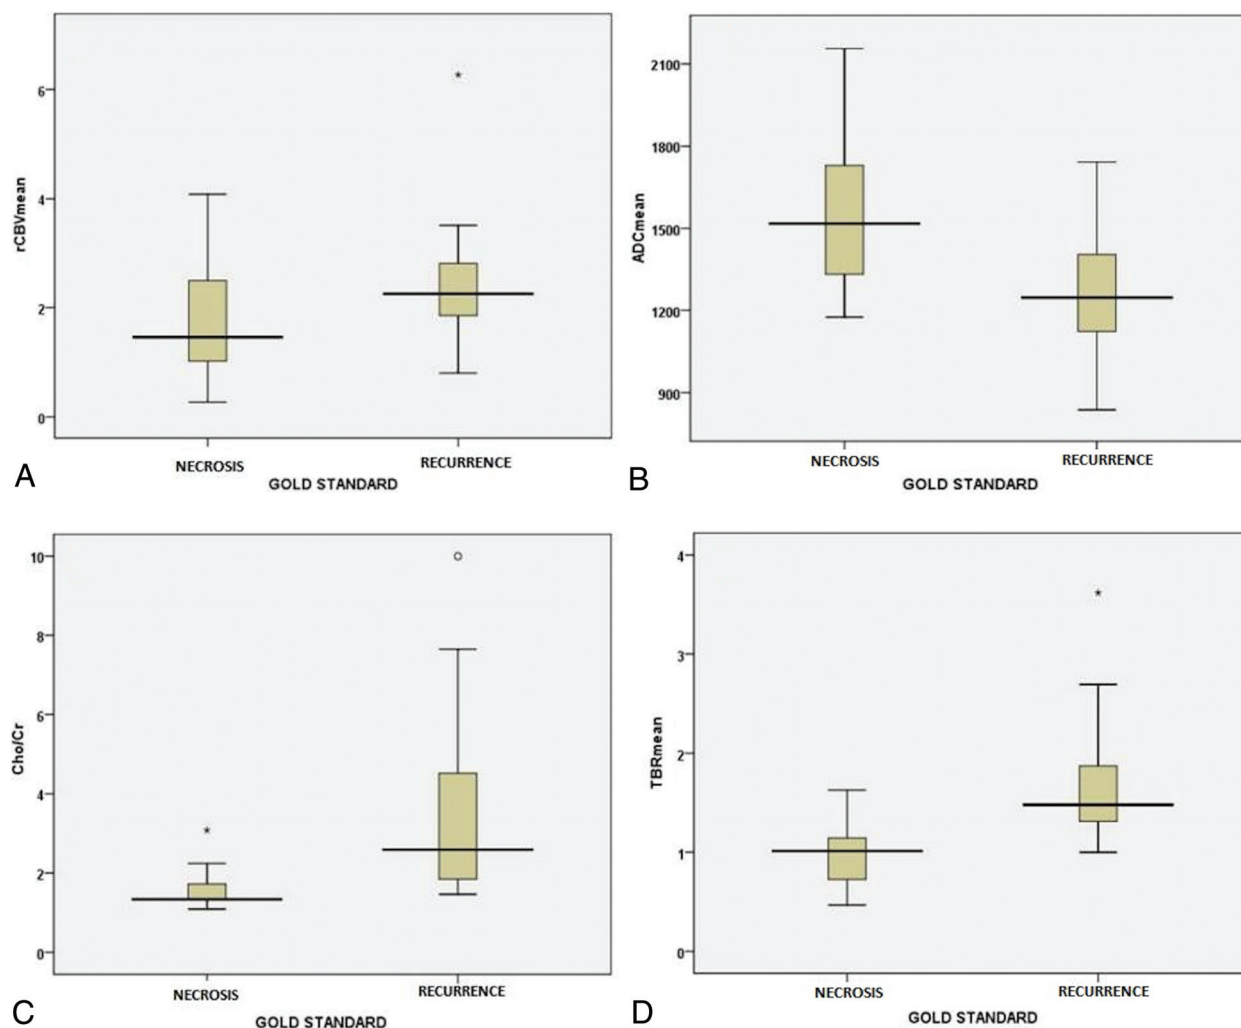 6
4
2
0
rCBVmean
NECROSIS
RECURRENCE
GOLD STANDARD
A
*
2100
1800
1500
1200
900
ADCmean
NECROSIS
RECURRENCE
GOLD STANDARD
B
10
8
6
4
2
0
Cho/Cr
*
NECROSIS
RECURRENCE
GOLD STANDARD
C
4
3
2
1
0
TBRmean
*
NECROSIS
RECURRENCE
GOLD STANDARD
D